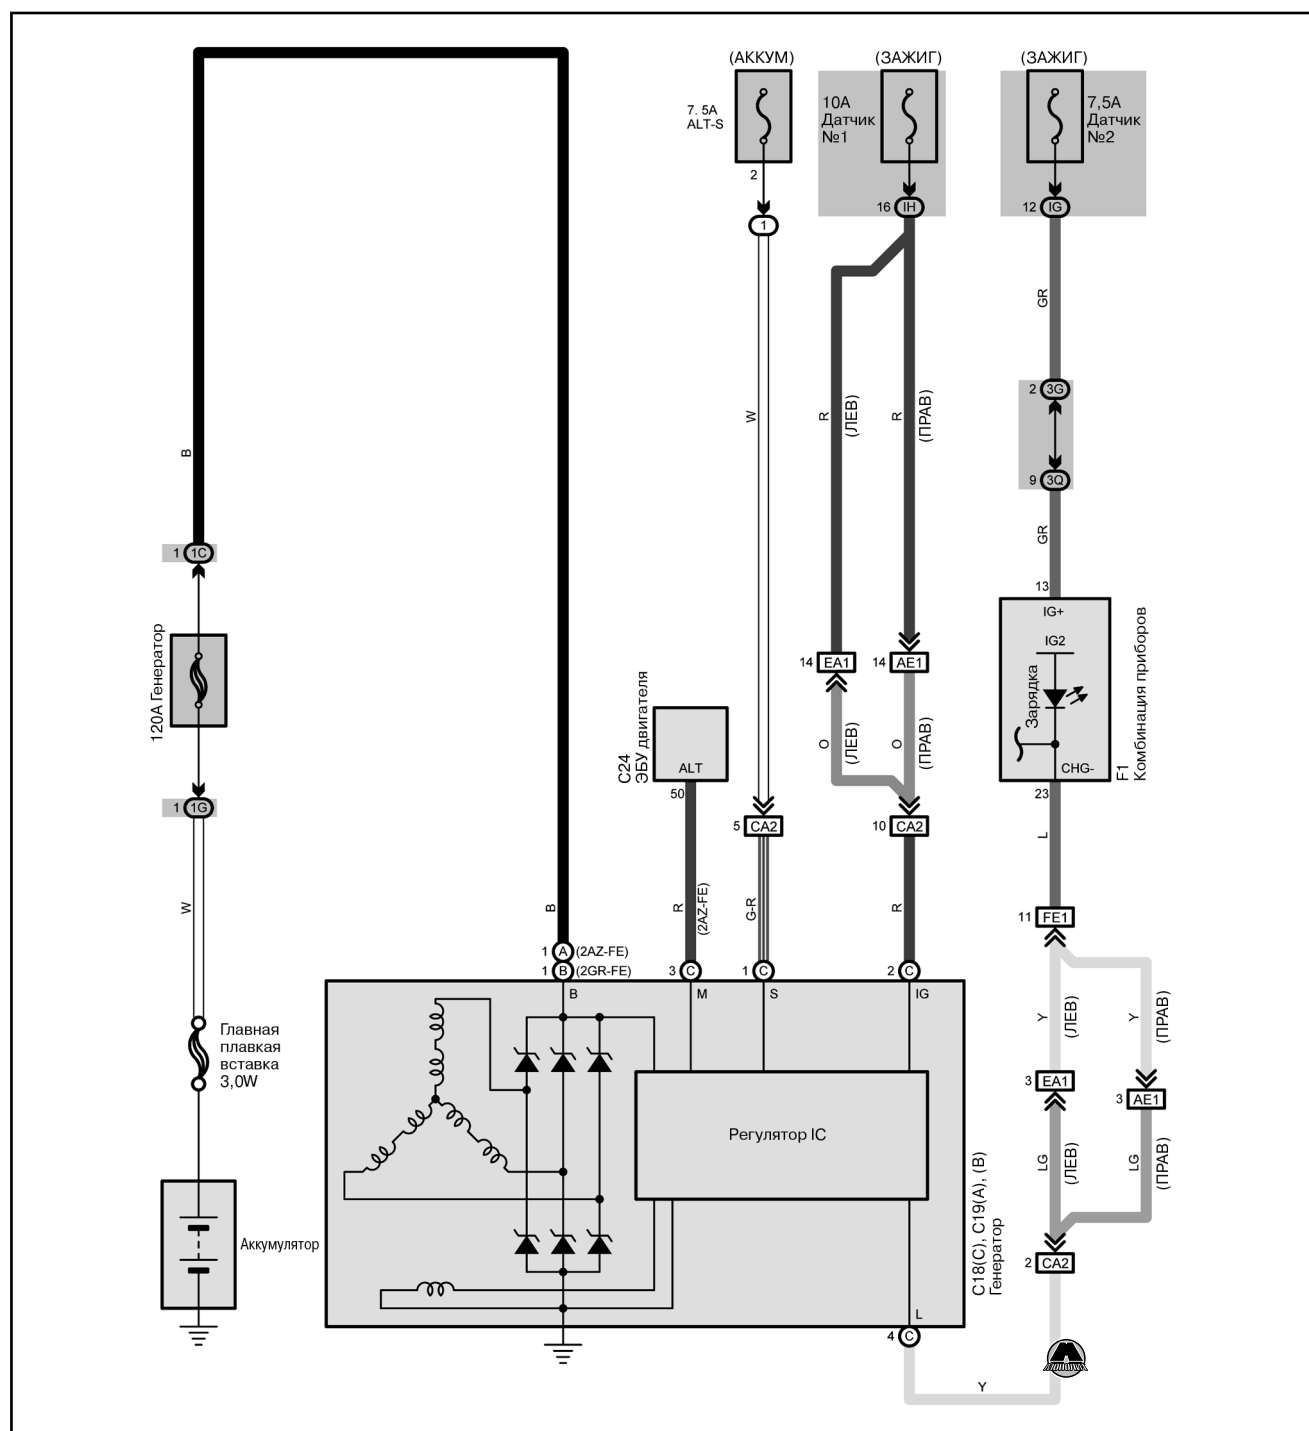 (АККУМ)
(ЗАЖИГ)
(ЗАЖИГ)
7. 5A
ALT-S
10A
Датчик
№1
7,5A
Датчик
№2
2
1
16 IH
12 IG
GR
2 3G
9 3Q
GR
B
W
R
(ЛЕВ)
R
(ПРАВ)
1 1C
120A Генератор
1 1G
W
Главная
плавкая
вставка
3,0W
Аккумулятор
13
IG+
IG2
Зарядка
CHG-
F1
Комбинация приборов
23
L
14 EA1
14 AE1
O
(ЛЕВ)
O
(ПРАВ)
C24
ЭБУ двигателя
ALT
50
5 CA2
10 CA2
R
(2AZ-FE)
G-R
R
B
1 A (2AZ-FE)
1 B (2GR-FE)
3 C
1 C
2 C
B
M
S
IG
Регулятор IC
L
C18(C), C19(A), (B)
Генератор
4 C
11 FE1
Y
(ЛЕВ)
Y
(ПРАВ)
3 EA1
3 AE1
LG
(ЛЕВ)
LG
(ПРАВ)
2 CA2
Y